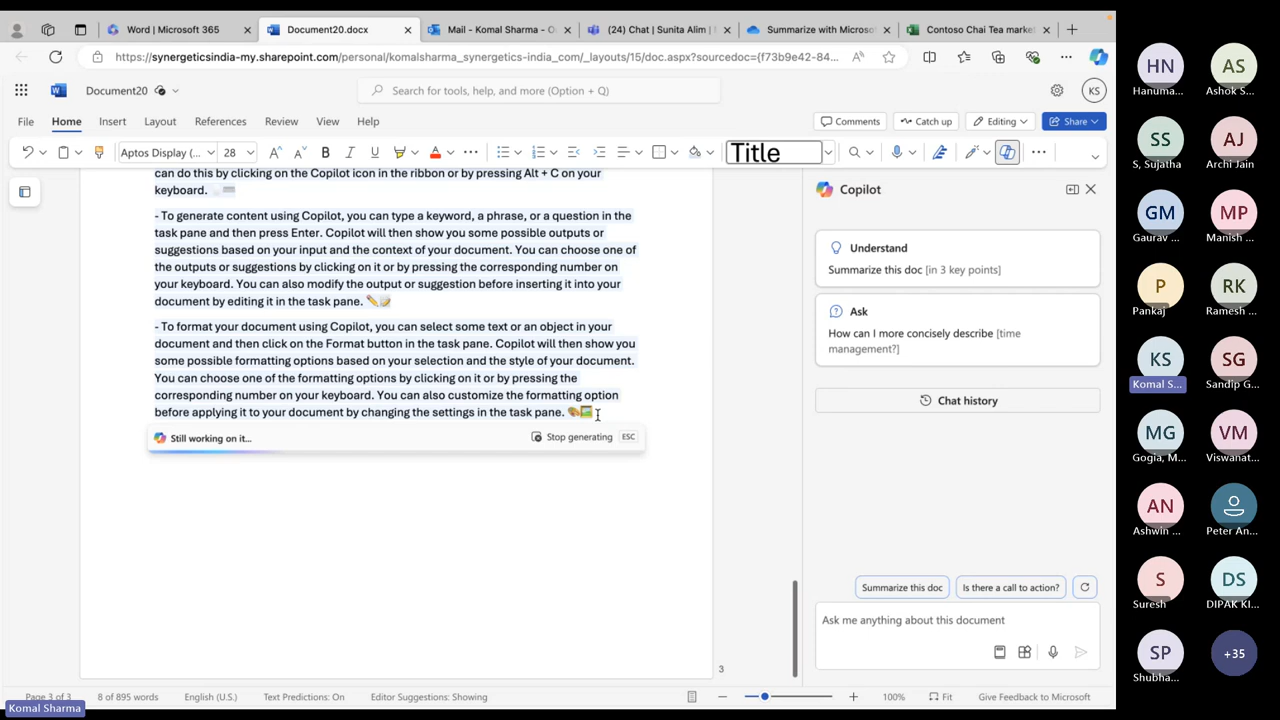 Word | Microsoft 365
Document20.docx
Mail - Komal Sharma - O
(24) Chat | Sunita Alim |
Summarize with Microso
Contoso Chai Tea marke
https://synergeticsindia-my.sharepoint.com/personal/komalsharma_synergetics-india_com/_layouts/15/doc.aspx?sourcedoc={f73b9e42-84...
Document20
Search for tools, help, and more (Option + Q)
KS
File Home Insert Layout References Review View Help
Comments Catch up Editing Share
Aptos Display (... 28 B I U A Title
can do this by clicking on the Copilot icon in the ribbon or by pressing Alt + C on your
keyboard.
- To generate content using Copilot, you can type a keyword, a phrase, or a question in the
task pane and then press Enter. Copilot will then show you some possible outputs or
suggestions based on your input and the context of your document. You can choose one of
the outputs or suggestions by clicking on it or by pressing the corresponding number on
your keyboard. You can also modify the output or suggestion before inserting it into your
document by editing it in the task pane.
- To format your document using Copilot, you can select some text or an object in your
document and then click on the Format button in the task pane. Copilot will then show you
some possible formatting options based on your selection and the style of your document.
You can choose one of the formatting options by clicking on it or by pressing the
corresponding number on your keyboard. You can also customize the formatting option
before applying it to your document by changing the settings in the task pane.
Still working on it... Stop generating ESC
3
Copilot
Understand
Summarize this doc [in 3 key points]
Ask
How can I more concisely describe [time
management?]
Chat history
Summarize this doc Is there a call to action?
Ask me anything about this document
Page 3 of 3 8 of 895 words English (U.S.) Text Predictions: On Editor Suggestions: Showing 100% Fit Give Feedback to Microsoft
Komal Sharma
HN AS
Hanuma... Ashok S...
SS AJ
S, Sujatha Archi Jain
GM MP
Gaurav ... Manish ...
P RK
Pankaj Ramesh ...
KS SG
Komal S... Sandip G...
MG VM
Gogia, M... Viswanat...
AN
Ashwin ... Peter An...
S DS
Suresh DIPAK KI...
SP +35
Shubha...